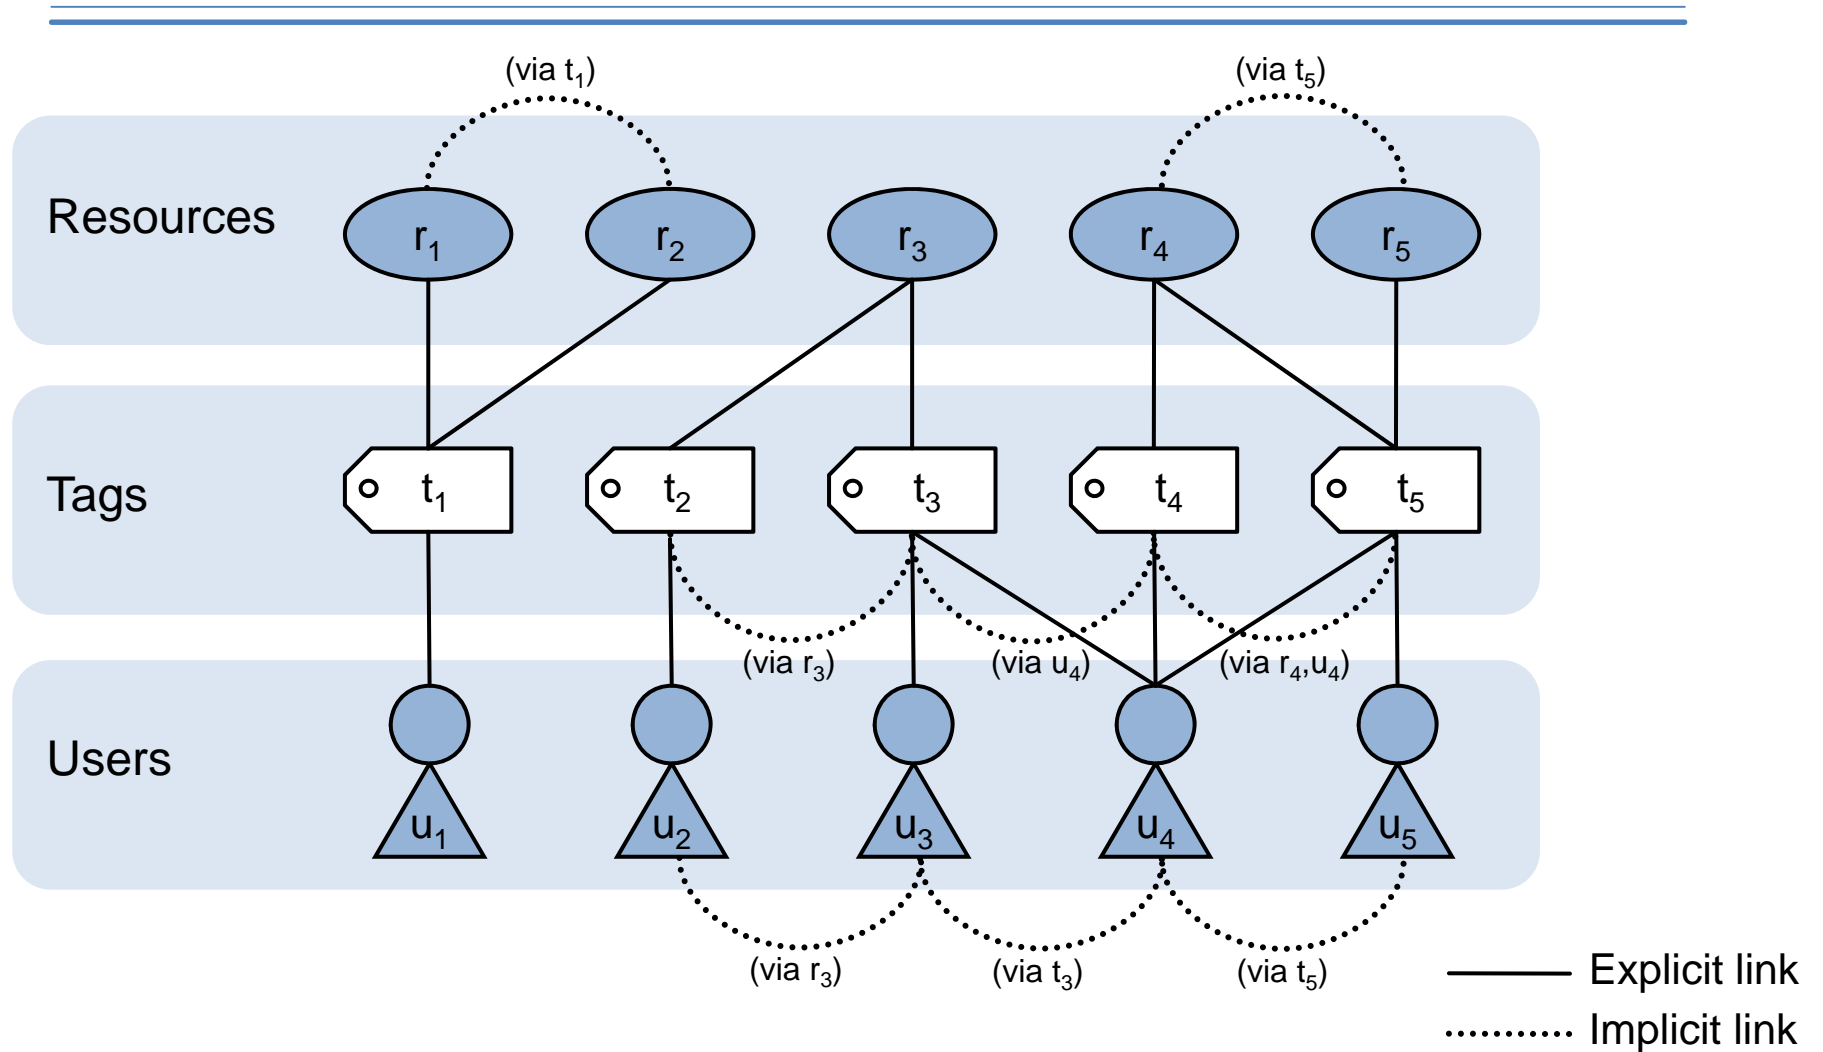 (via t₁) (via t₅)
Resources r₁ r₂ r₃ r₄ r₅
Tags t₁ t₂ t₃ t₄ t₅
(via r₃) (via u₄) (via r₄,u₄)
Users
u₁ u₂ u₃ u₄ u₅
(via r₃) (via t₃) (via t₅)
Explicit link
Implicit link